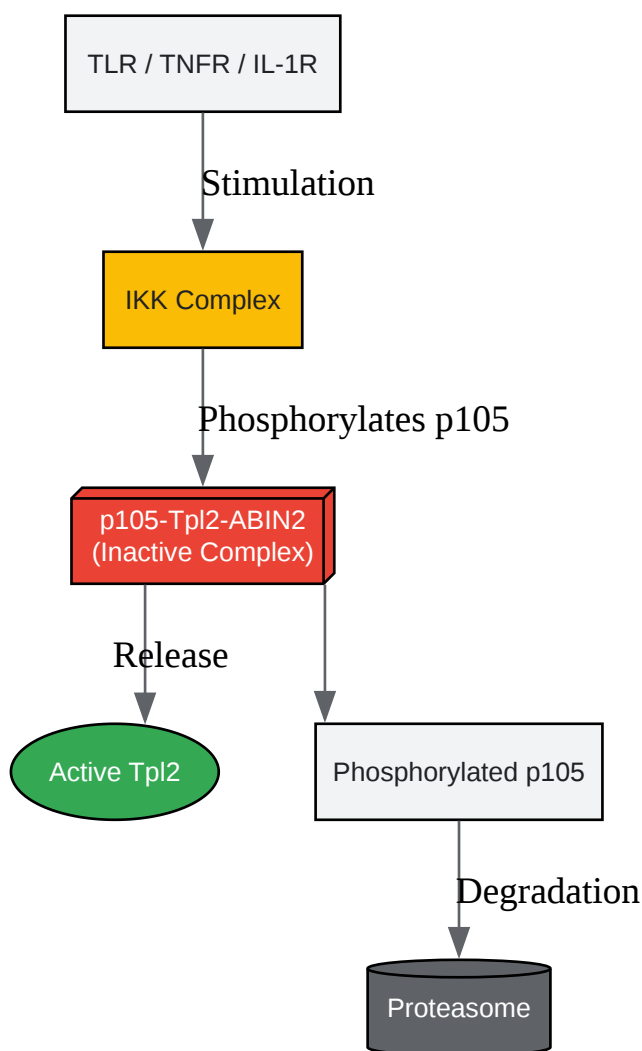 TLR / TNFR / IL-1R
Stimulation
IKK Complex
Phosphorylates p105
p105-Tpl2-ABIN2
(Inactive Complex)
Release
Active Tpl2
Phosphorylated p105
Degradation
Proteasome